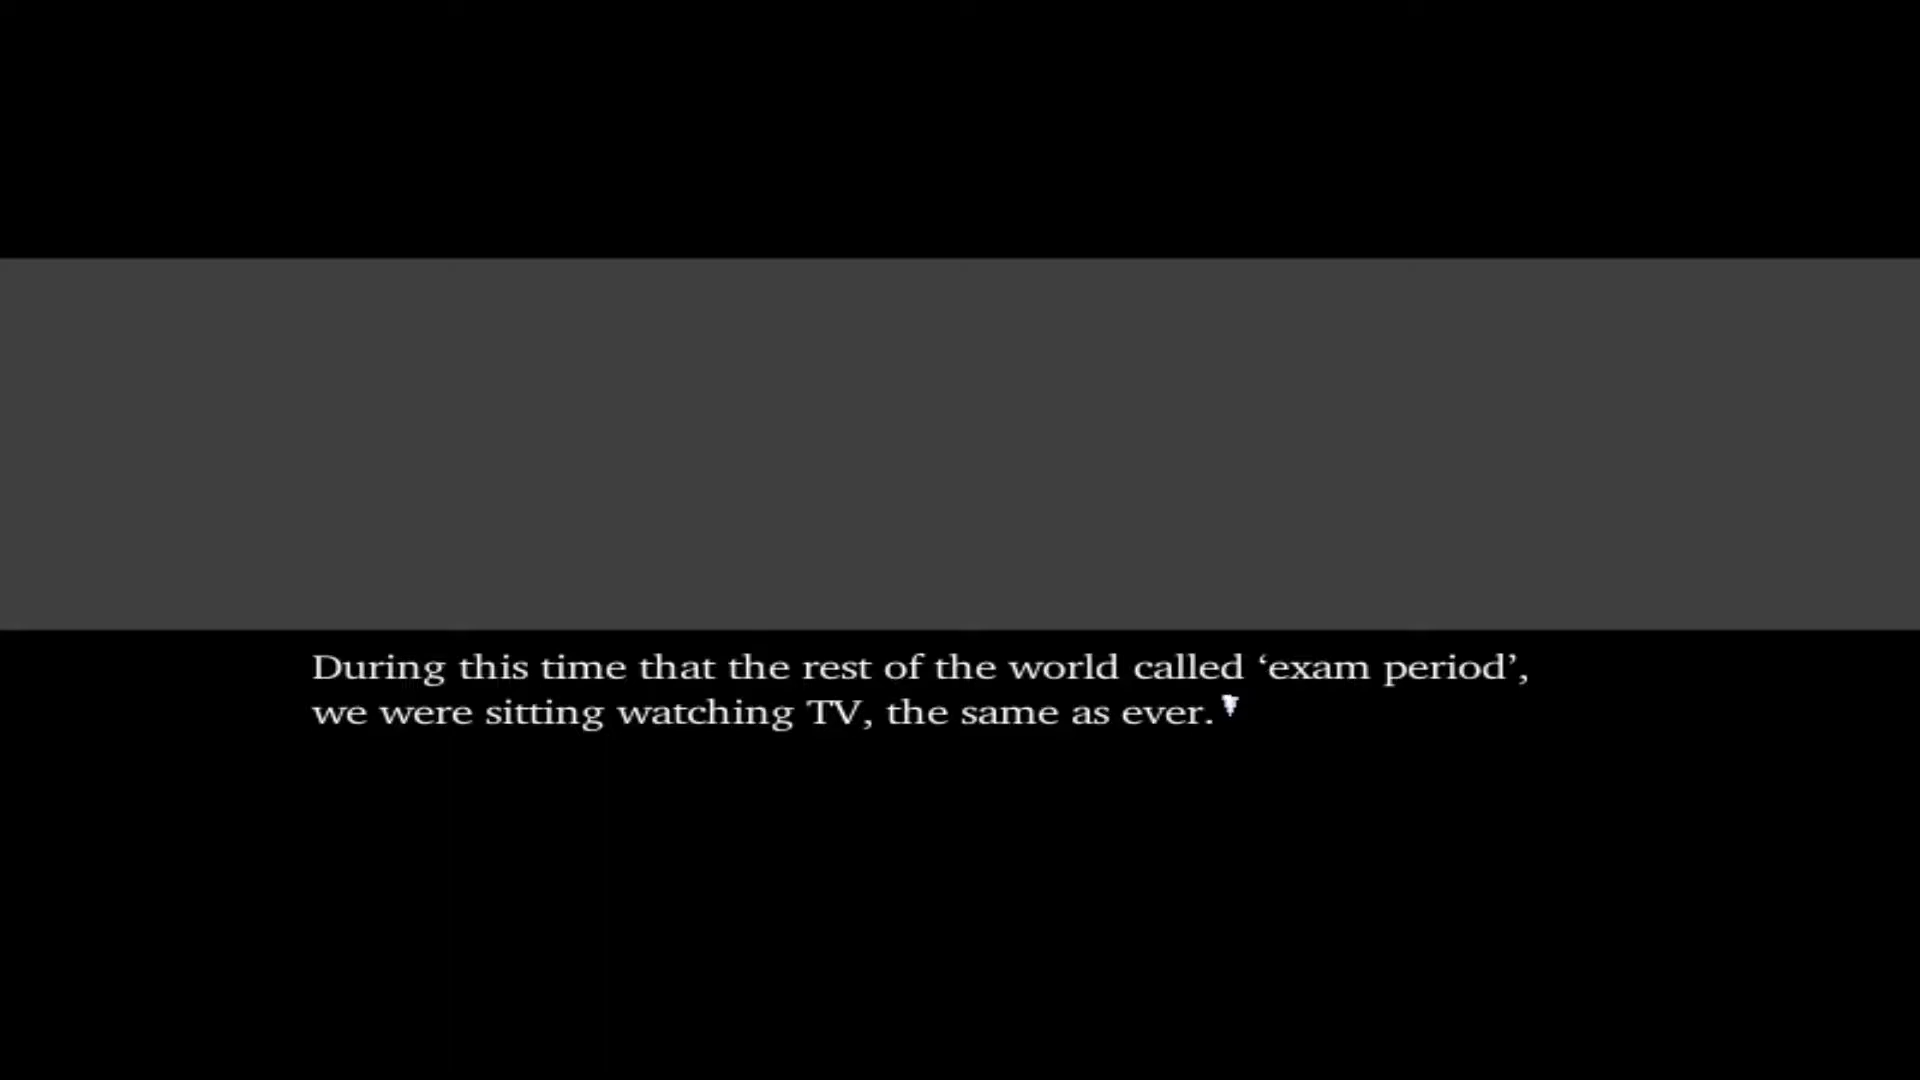 During this time that the rest of the world called ‘exam period’,
we were sitting watching TV, the same as ever.